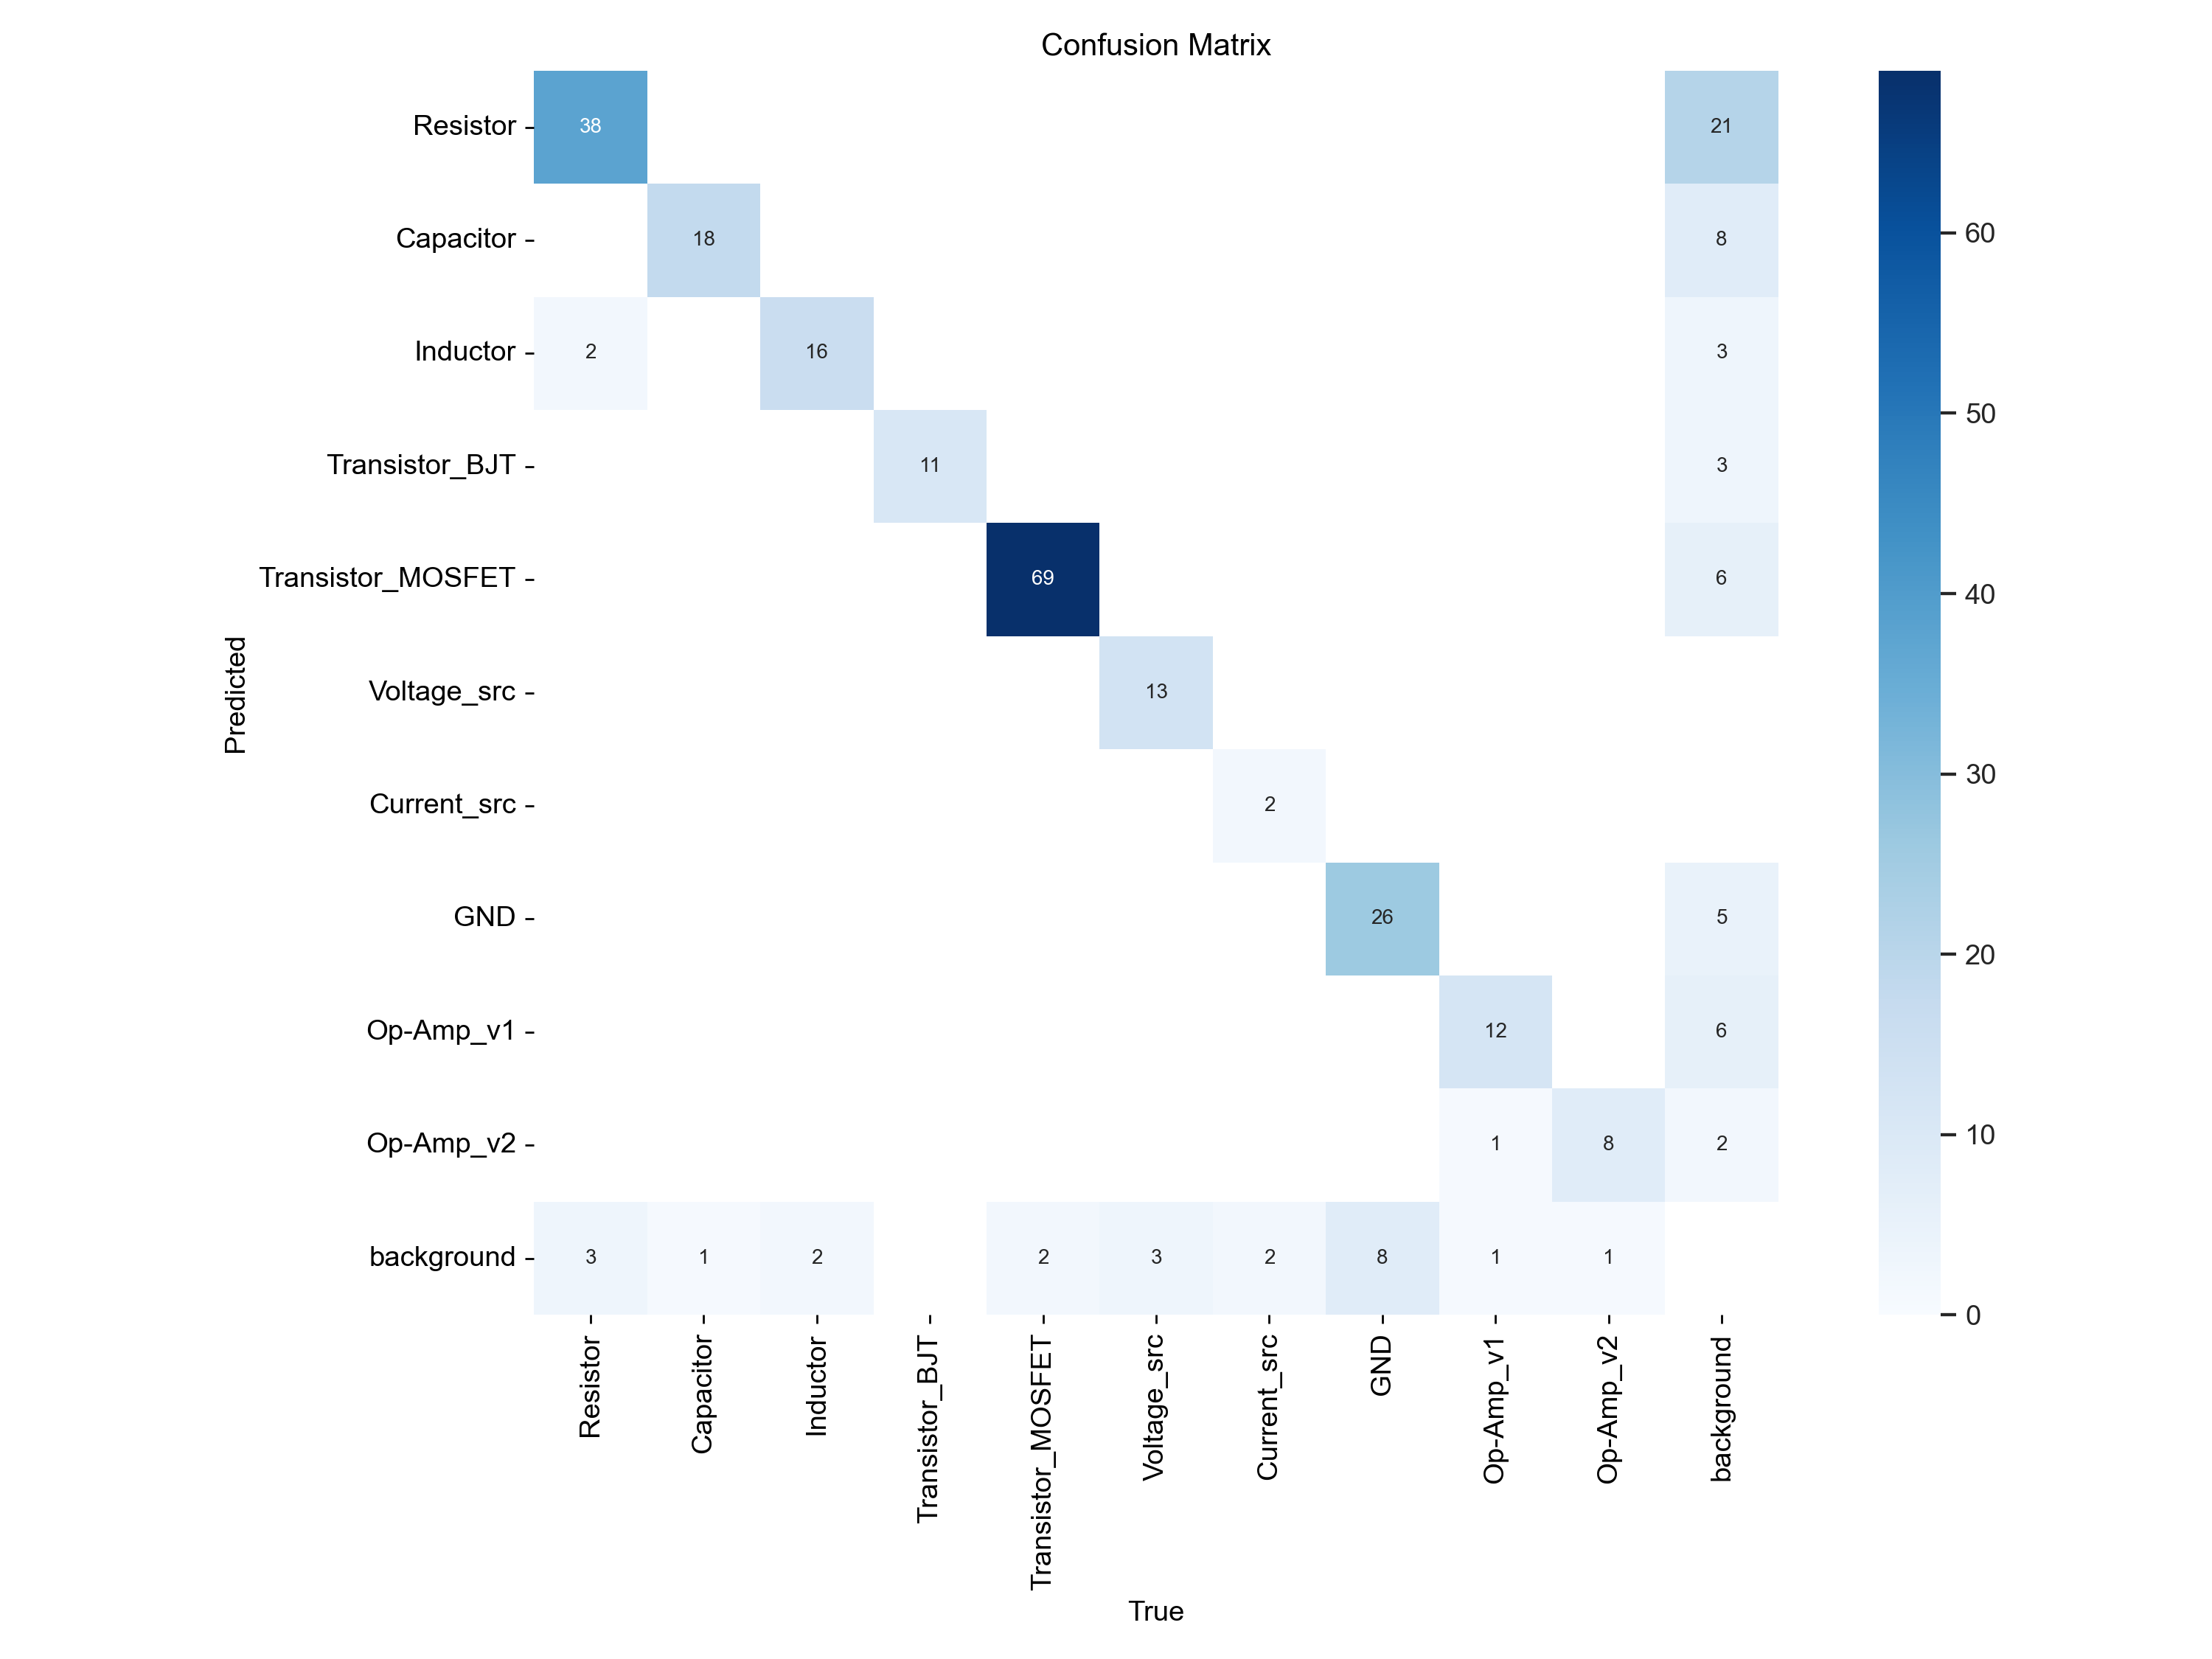 Confusion Matrix
Predicted
Resistor 38 21
Capacitor 18 8
Inductor 2 16 3
Transistor_BJT 11 3
Transistor_MOSFET 69 6
Voltage_src 13
Current_src 2
GND 26 5
Op-Amp_v1 12 6
Op-Amp_v2 1 8 2
background 3 1 2 2 3 2 8 1 1
Resistor
Capacitor
Inductor
Transistor_BJT
Transistor_MOSFET
Voltage_src
Current_src
GND
Op-Amp_v1
Op-Amp_v2
background
True
60
50
40
30
20
10
0